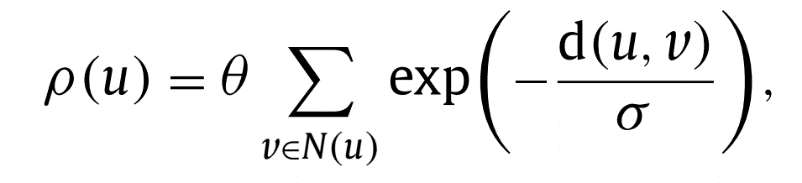 ρ(u) = θ ∑_{v∈N(u)} exp(−d(u, v)/σ),